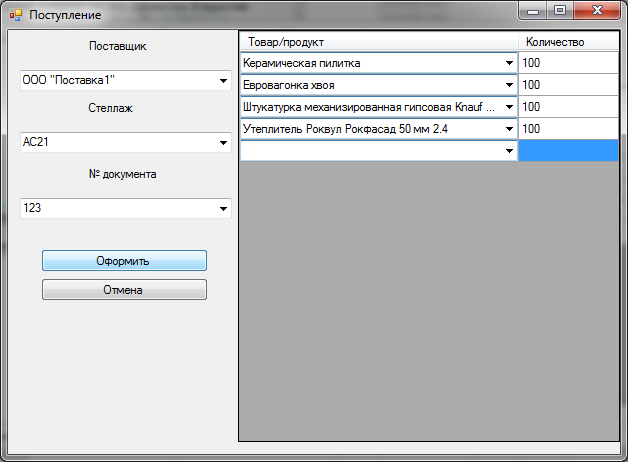 Поступление
Поставщик
ООО "Поставка1"
Стеллаж
АС21
№ документа
123
Оформить
Отмена
Товар/продукт Количество
Керамическая пилитка 100
Евровагонка хвоя 100
Штукатурка механизированная гипсовая Knauf ... 100
Утеплитель Роквул Рокфасад 50 мм 2.4 100